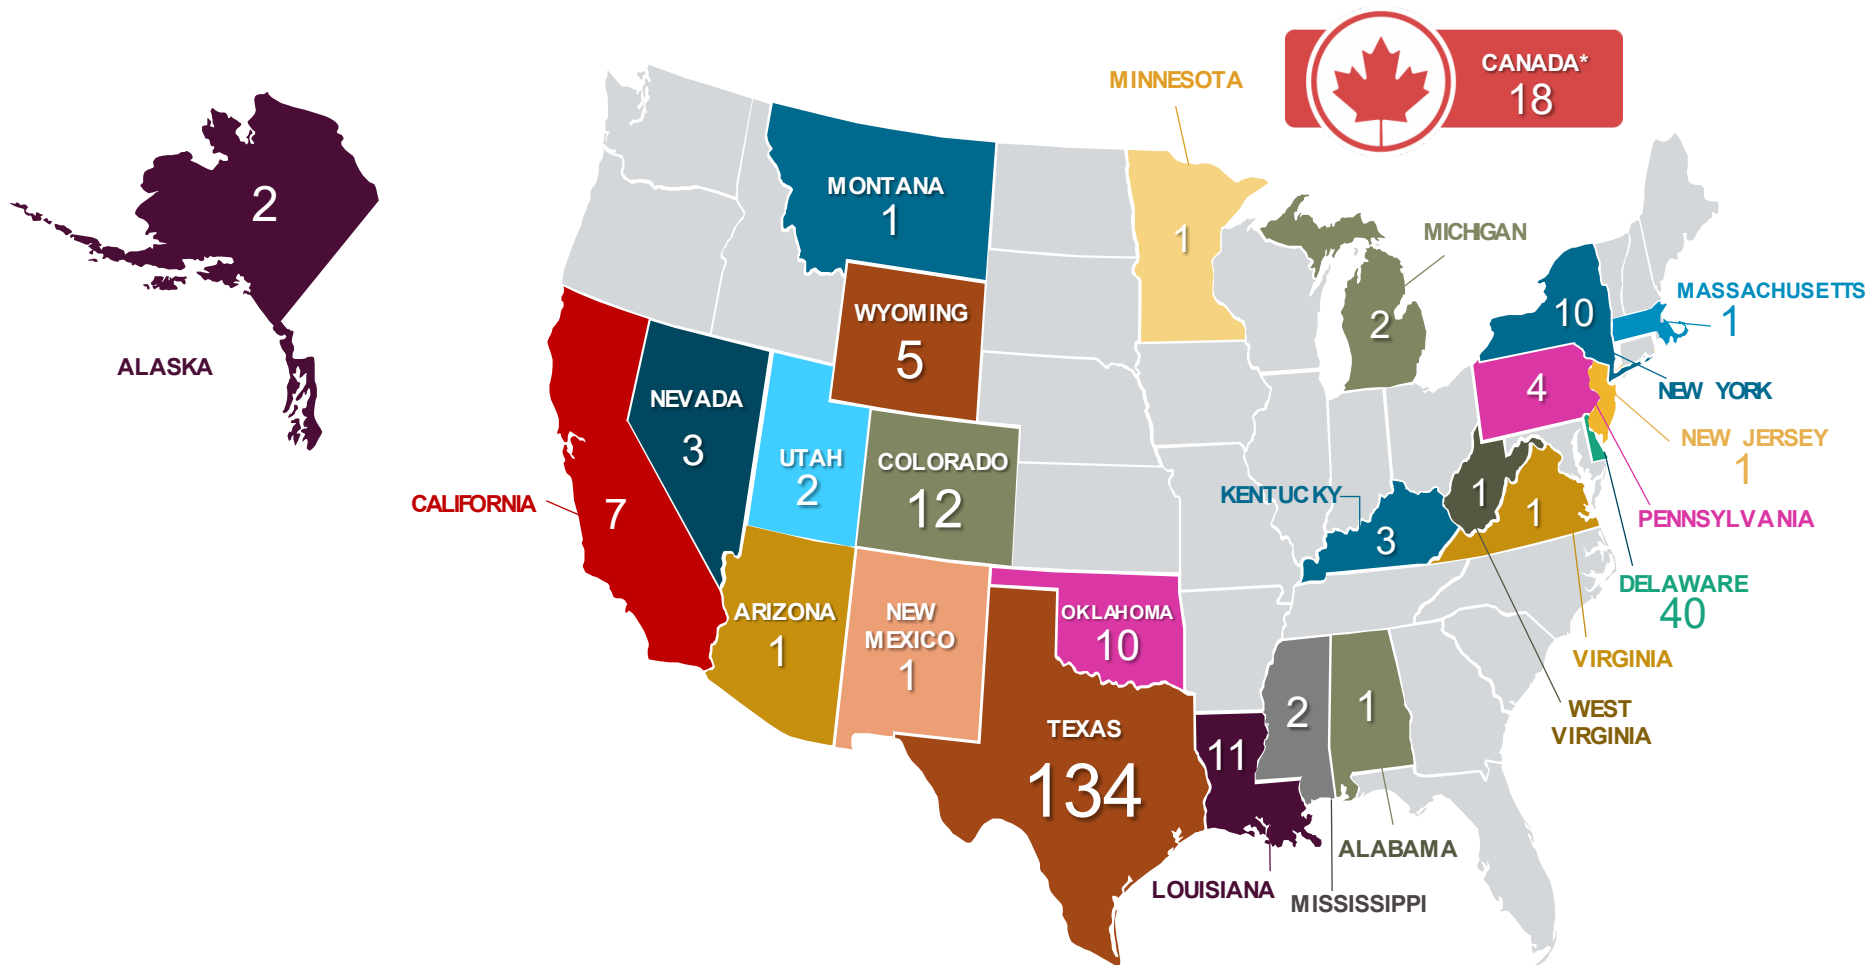 CANADA*
18
MINNESOTA
1
MONTANA
1
2
ALASKA
MICHIGAN
2
MASSACHUSETTS
1
10
NEW YORK
WYOMING
5
NEVADA
3
4
NEW JERSEY
1
UTAH
2
COLORADO
12
CALIFORNIA
7
KENTUCKY
3
1
1
PENNSYLVANIA
DELAWARE
40
ARIZONA
1
NEW
MEXICO
1
OKLAHOMA
10
VIRGINIA
WEST
VIRGINIA
TEXAS
134
11
2
1
ALABAMA
LOUISIANA
MISSISSIPPI